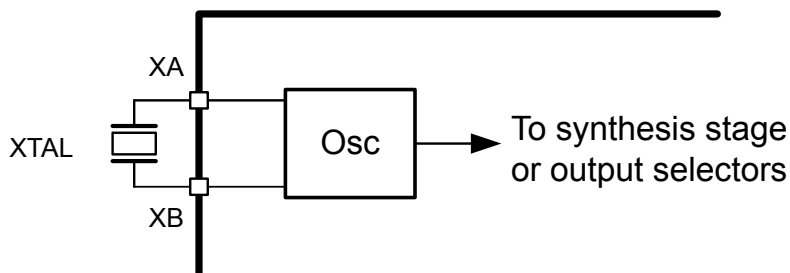 XA
XTAL
Osc
To synthesis stage
or output selectors
XB